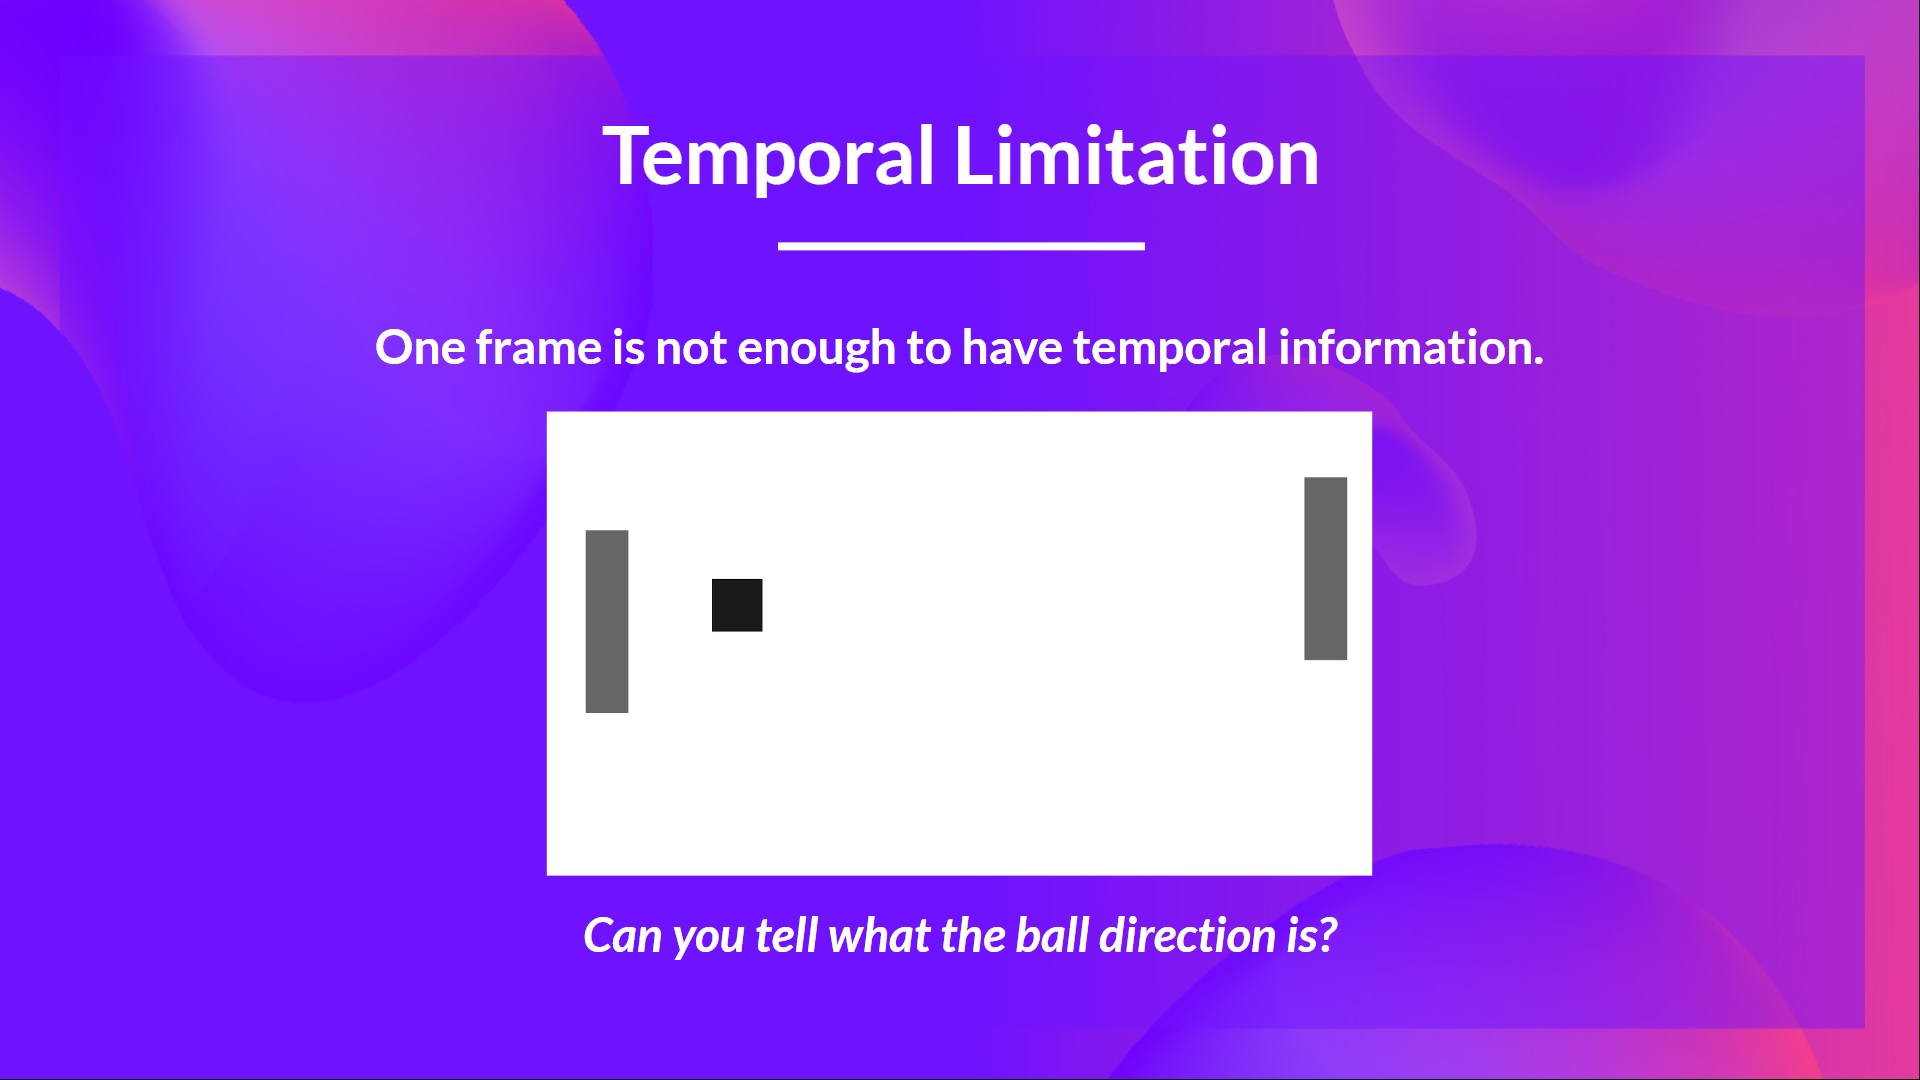 Temporal Limitation
One frame is not enough to have temporal information.
Can you tell what the ball direction is?